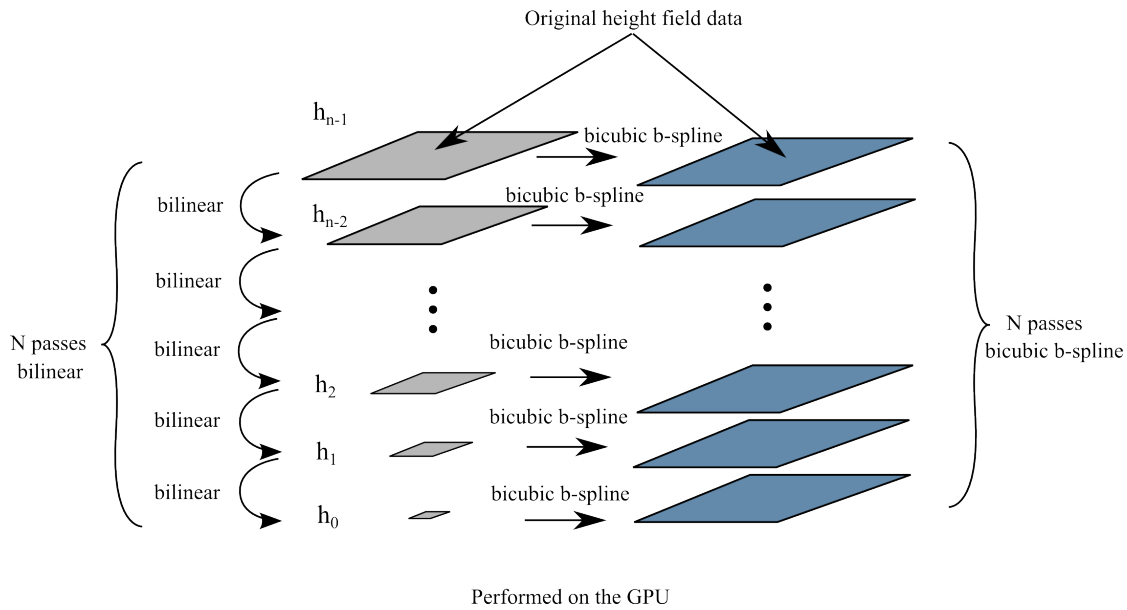 Original height field data
h_{n-1}
bicubic b-spline
bilinear
h_{n-2}
bicubic b-spline
bilinear
N passes
bilinear
bilinear
bicubic b-spline
N passes
bicubic b-spline
h_2
bilinear
bicubic b-spline
h_1
bilinear
bicubic b-spline
h_0
Performed on the GPU